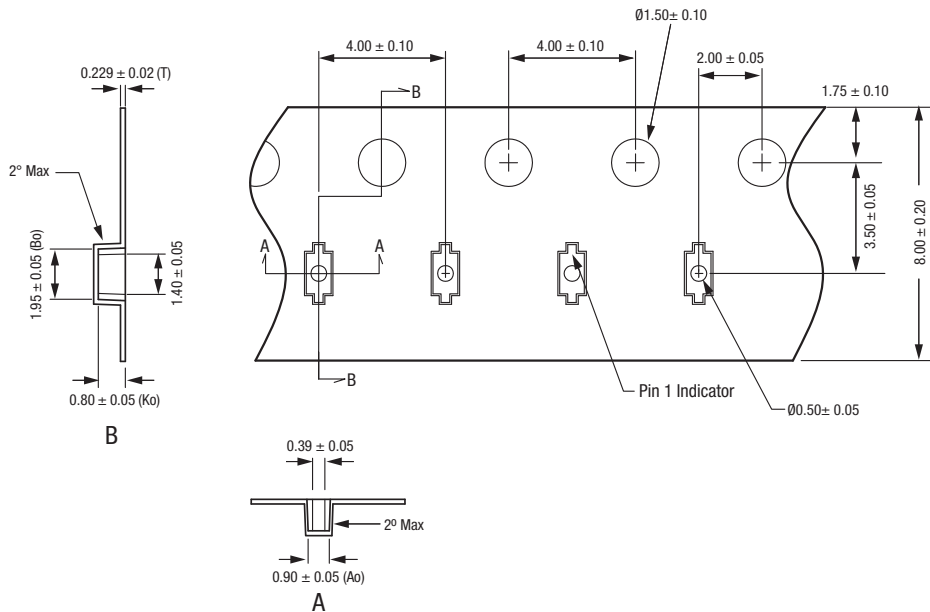 Ø1.50 ± 0.10
4.00 ± 0.10
4.00 ± 0.10
2.00 ± 0.05
0.229 ± 0.02 (T)
B
1.75 ± 0.10
2° Max
1.95 ± 0.05 (Bo)
1.40 ± 0.05
A
A
3.50 ± 0.05
8.00 ± 0.20
B
Pin 1 Indicator
0.80 ± 0.05 (Ko)
Ø0.50± 0.05
B
0.39 ± 0.05
2º Max
0.90 ± 0.05 (Ao)
A